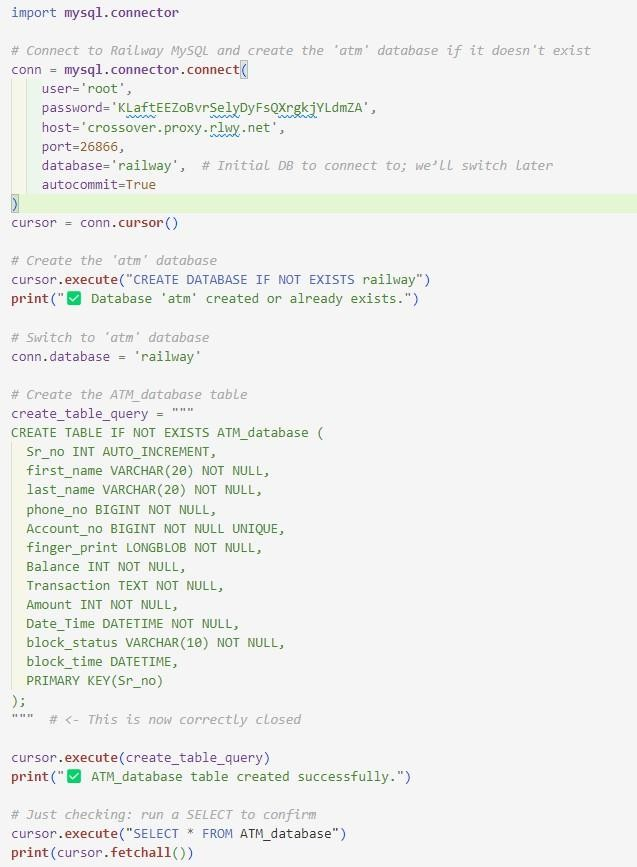 import mysql.connector
# Connect to Railway MySQL and create the 'atm' database if it doesn't exist
conn = mysql.connector.connect(
    user='root',
    password='KLaftEEZoBvrSelyDyFsQXrgkjYLdmZA',
    host='crossover.proxy.rlwy.net',
    port=26866,
    database='railway',  # Initial DB to connect to; we'll switch later
    autocommit=True
)
cursor = conn.cursor()
# Create the 'atm' database
cursor.execute("CREATE DATABASE IF NOT EXISTS railway")
print("✅ Database 'atm' created or already exists.")
# Switch to 'atm' database
conn.database = 'railway'
# Create the ATM_database table
create_table_query = """
CREATE TABLE IF NOT EXISTS ATM_database (
  Sr_no INT AUTO_INCREMENT,
  first_name VARCHAR(20) NOT NULL,
  last_name VARCHAR(20) NOT NULL,
  phone_no BIGINT NOT NULL,
  Account_no BIGINT NOT NULL UNIQUE,
  finger_print LONGBLOB NOT NULL,
  Balance INT NOT NULL,
  Transaction TEXT NOT NULL,
  Amount INT NOT NULL,
  Date_Time DATETIME NOT NULL,
  block_status VARCHAR(10) NOT NULL,
  block_time DATETIME,
  PRIMARY KEY(Sr_no)
);
"""  # <- This is now correctly closed
cursor.execute(create_table_query)
print("✅ ATM_database table created successfully.")
# Just checking: run a SELECT to confirm
cursor.execute("SELECT * FROM ATM_database")
print(cursor.fetchall())